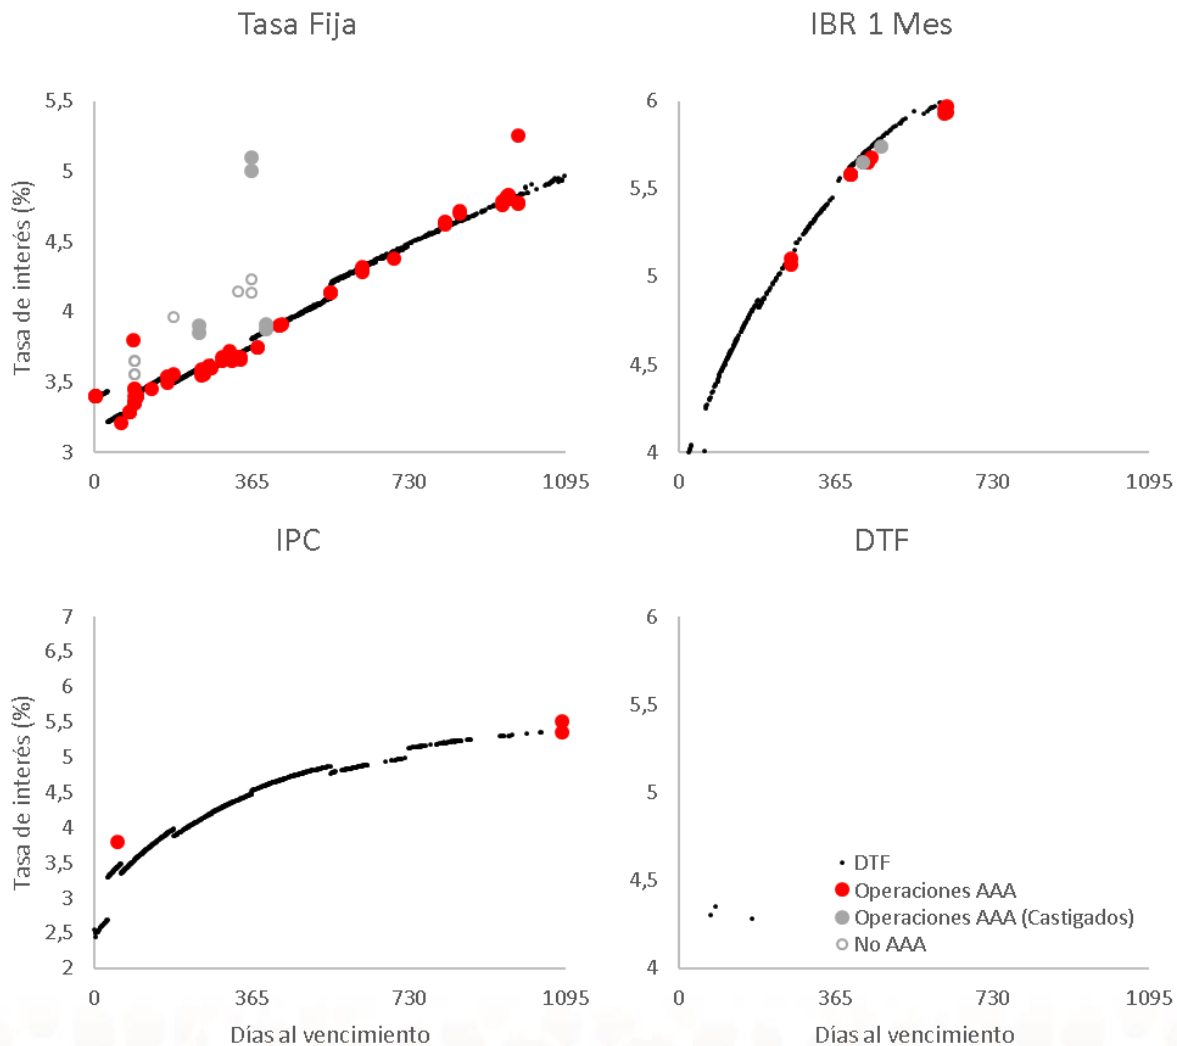 Tasa Fija
Tasa de interés (%)
5,5
5
4,5
4
3,5
3
0 365 730 1095
IBR 1 Mes
6
5,5
5
4,5
4
0 365 730 1095
IPC
Tasa de interés (%)
7
6,5
6
5,5
5
4,5
4
3,5
3
2,5
2
0 365 730 1095
Días al vencimiento
DTF
6
5,5
5
4,5
4
DTF
Operaciones AAA
Operaciones AAA (Castigados)
No AAA
0 365 730 1095
Días al vencimiento